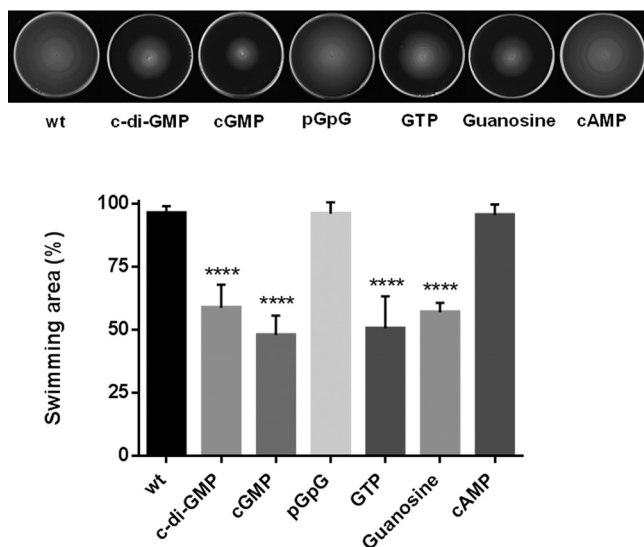 wt c-di-GMP cGMP pGpG GTP Guanosine cAMP
100
75
50
25
0
Swimming area (%)
**** **** **** ****
wt c-di-GMP cGMP pGpG GTP Guanosine cAMP